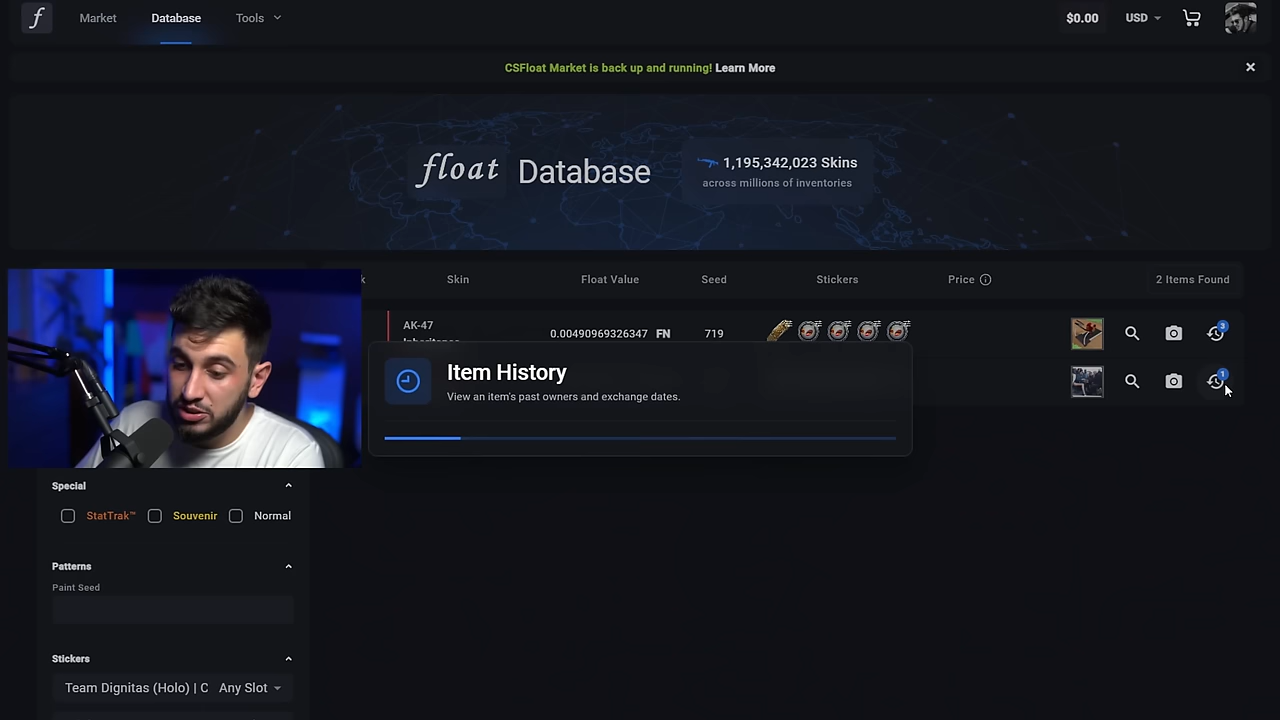 f
Market
Database
Tools
$0.00
USD
CSFloat Market is back up and running! Learn More
float Database
1,195,342,023 Skins
across millions of inventories
Skin
Float Value
Seed
Stickers
Price
2 Items Found
AK-47
Inheritance
0.00490969326347 FN
719
3
Item History
View an item's past owners and exchange dates.
1
Special
StatTrak™
Souvenir
Normal
Patterns
Paint Seed
Stickers
Team Dignitas (Holo) | C
Any Slot